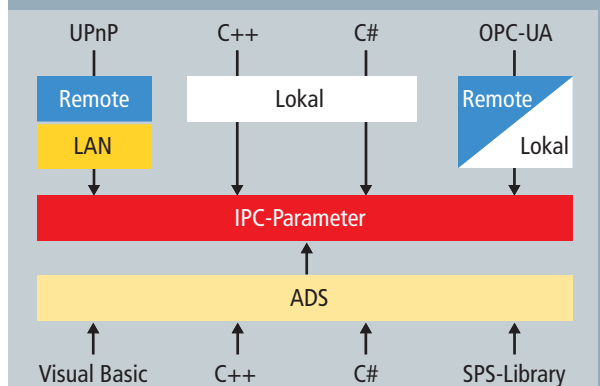 UPnP C++ C# OPC-UA
Remote Lokal Remote
LAN Lokal
IPC-Parameter
ADS
Visual Basic C++ C# SPS-Library